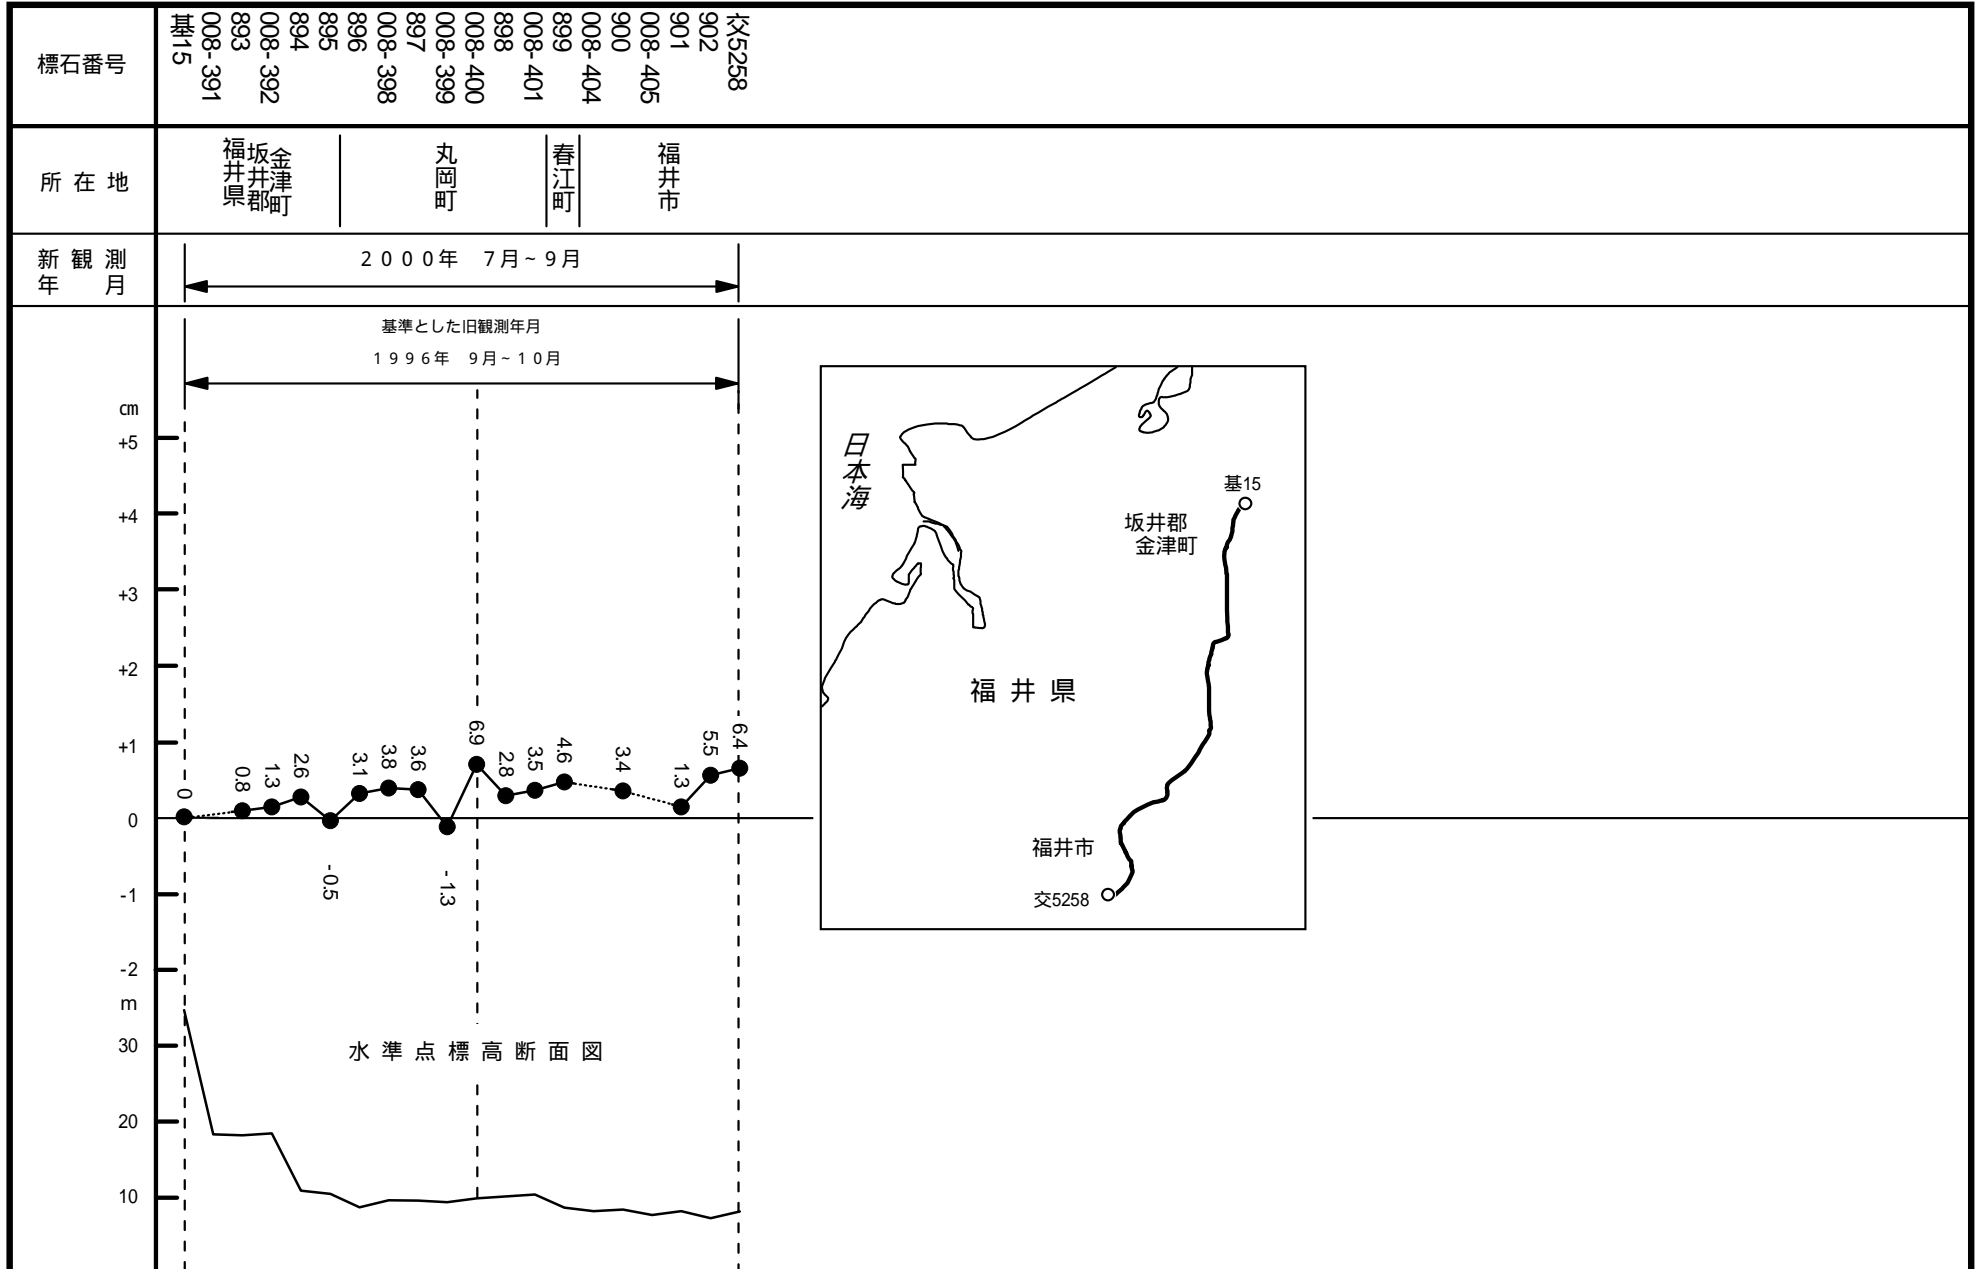 標石番号
基15
008-391
893
008-392
894
895
896
008-398
897
008-399
008-400
898
008-401
899
008-404
900
008-405
901
902
交5258
所在地
福井県
坂井郡
金津町
丸岡町
春江町
福井市
新観測
年 月
2000年 7月~9月
基準とした旧観測年月
1996年 9月~10月
cm
+5
+4
+3
+2
+1
0
-1
-2
0
0.8
1.3
2.6
-0.5
3.1
3.8
3.6
-1.3
6.9
2.8
3.5
4.6
3.4
1.3
5.5
6.4
m
30
20
10
水準点標高断面図
日本海
基15
坂井郡
金津町
福井県
福井市
交5258